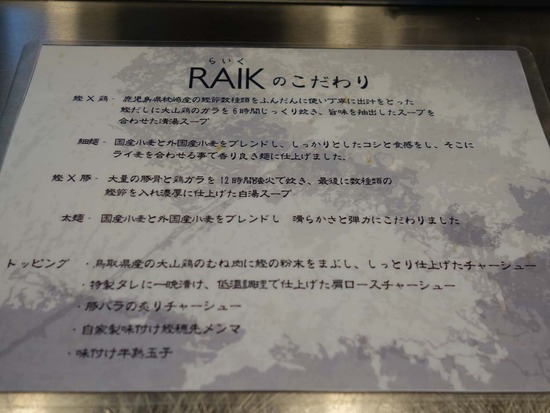 らいく
RAIKのこだわり
鰹×鶏- 鹿児島県枕崎産の鰹節数種類をふんだんに使い丁寧に出汁をとった
鰹だしに大山鶏のガラを6時間じっくり炊き、旨味を抽出したスープを
合わせた清湯スープ
細麺- 国産小麦と外国産小麦をブレンドし、しっかりとしたコシと食感をし、そこに
ライ麦を合わせる事で香り良さ麺に仕上げました、
鰹×豚- 大量の豚骨と鶏ガラを12時間強火で炊き、最後に数種類の
鰹節を入れ濃厚に仕上げた白湯スープ
太麺- 国産小麦と外国産小麦をブレンドし 滑らかさと弾力にこだわりました
トッピング ・鳥取県産の大山鶏のむね肉に鰹の粉末をまぶし、しっとり仕上げたチャーシュー
・特製タレに一晩漬け、低温調理で仕上げた肩ロースチャーシュー
・豚バラの炙りチャーシュー
・自家製味付け鰹穂先メンマ
・味付け半熟玉子